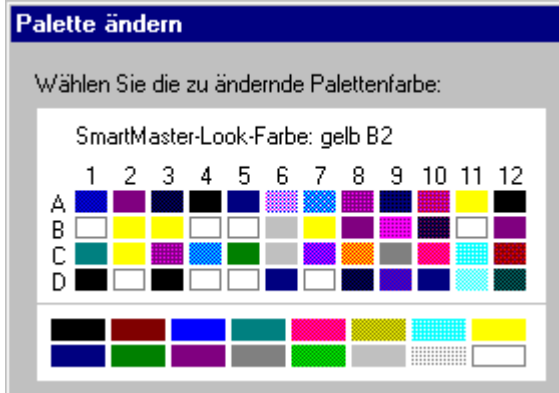 Palette ändern
Wählen Sie die zu ändernde Palettenfarbe:
SmartMaster-Look-Farbe: gelb B2
1 2 3 4 5 6 7 8 9 10 11 12
A
B
C
D